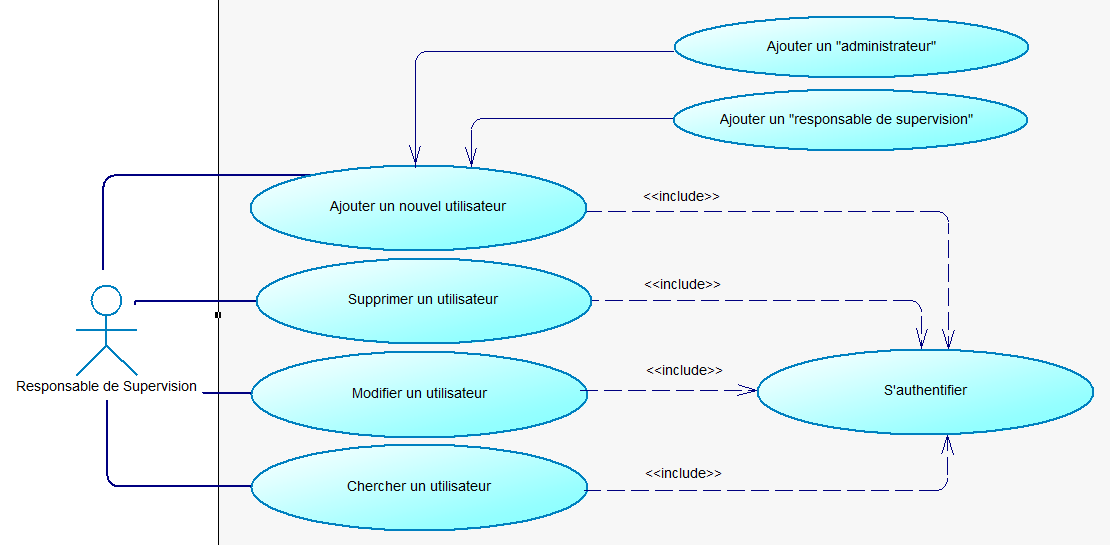 Ajouter un "administrateur"
Ajouter un "responsable de supervision"
Ajouter un nouvel utilisateur
<<include>>
Supprimer un utilisateur
<<include>>
Responsable de Supervision
Modifier un utilisateur
<<include>>
S'authentifier
Chercher un utilisateur
<<include>>